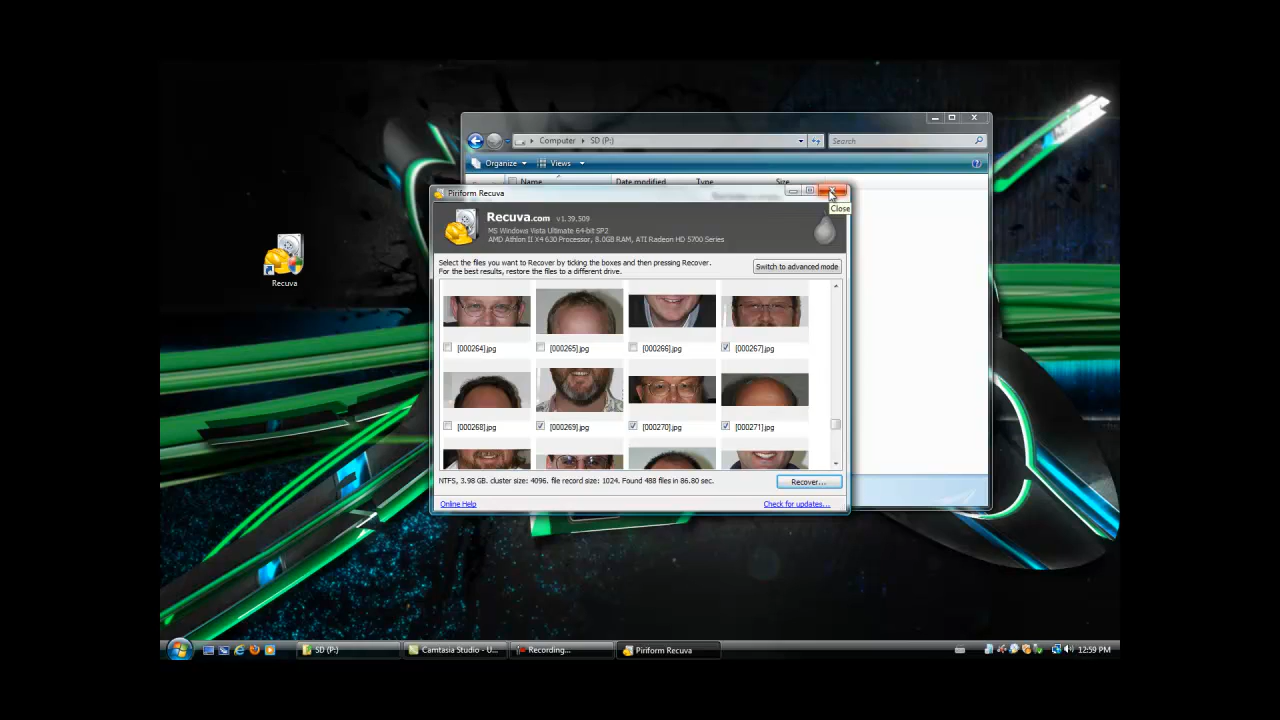 Computer ▸ SD (P:)
Search
Organize
Views
Name
Date modified
Type
Size
Piriform Recuva
Close
Recuva.com v1.39.509
MS Windows Vista Ultimate 64-bit SP2
AMD Athlon II X4 630 Processor, 8.0GB RAM, ATI Radeon HD 5700 Series
Select the files you want to Recover by ticking the boxes and then pressing Recover.
For the best results, restore the files to a different drive.
Switch to advanced mode
Recuva
[000264].jpg
[000265].jpg
[000266].jpg
[000267].jpg
[000268].jpg
[000269].jpg
[000270].jpg
[000271].jpg
NTFS, 3.98 GB. cluster size: 4096. file record size: 1024. Found 488 files in 86.80 sec.
Recover...
Online Help
Check for updates...
SD (P:)
Camtasia Studio - U...
Recording...
Piriform Recuva
12:59 PM